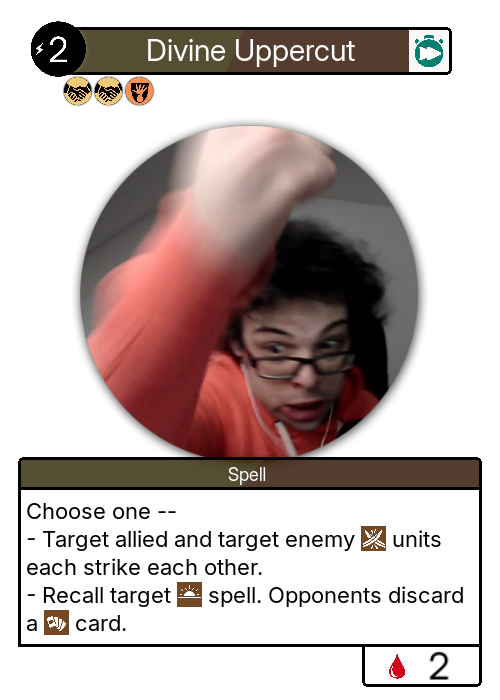 2 Divine Uppercut
Spell
Choose one --
- Target allied and target enemy units
each strike each other.
- Recall target spell. Opponents discard
a card.
2